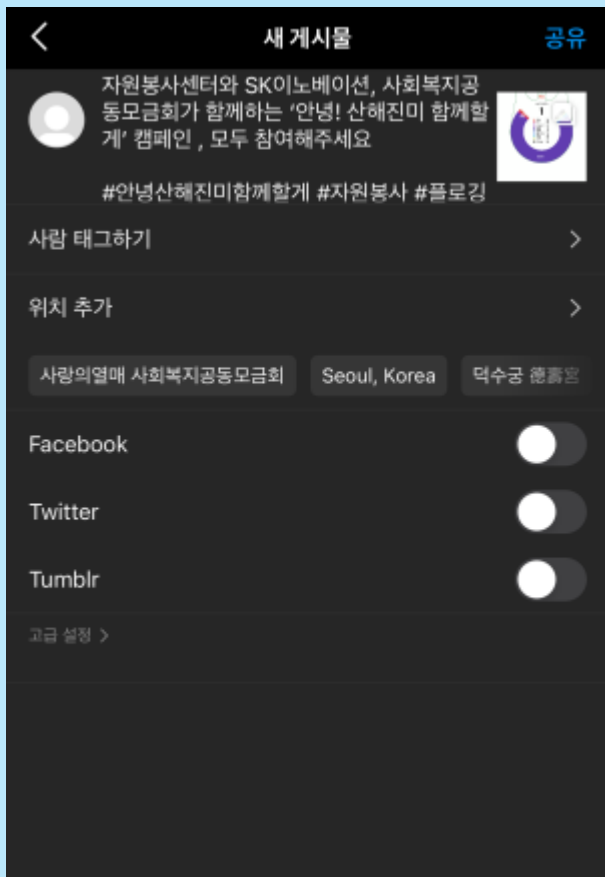 새 게시물
공유
자원봉사센터와 SK이노베이션, 사회복지공
동모금회가 함께하는 ‘안녕! 산해진미 함께할
게’ 캠페인 , 모두 참여해주세요
#안녕산해진미함께할게 #자원봉사 #플로깅
사람 태그하기
위치 추가
사랑의열매 사회복지공동모금회
Seoul, Korea
덕수궁 德壽宮
Facebook
Twitter
Tumblr
고급 설정